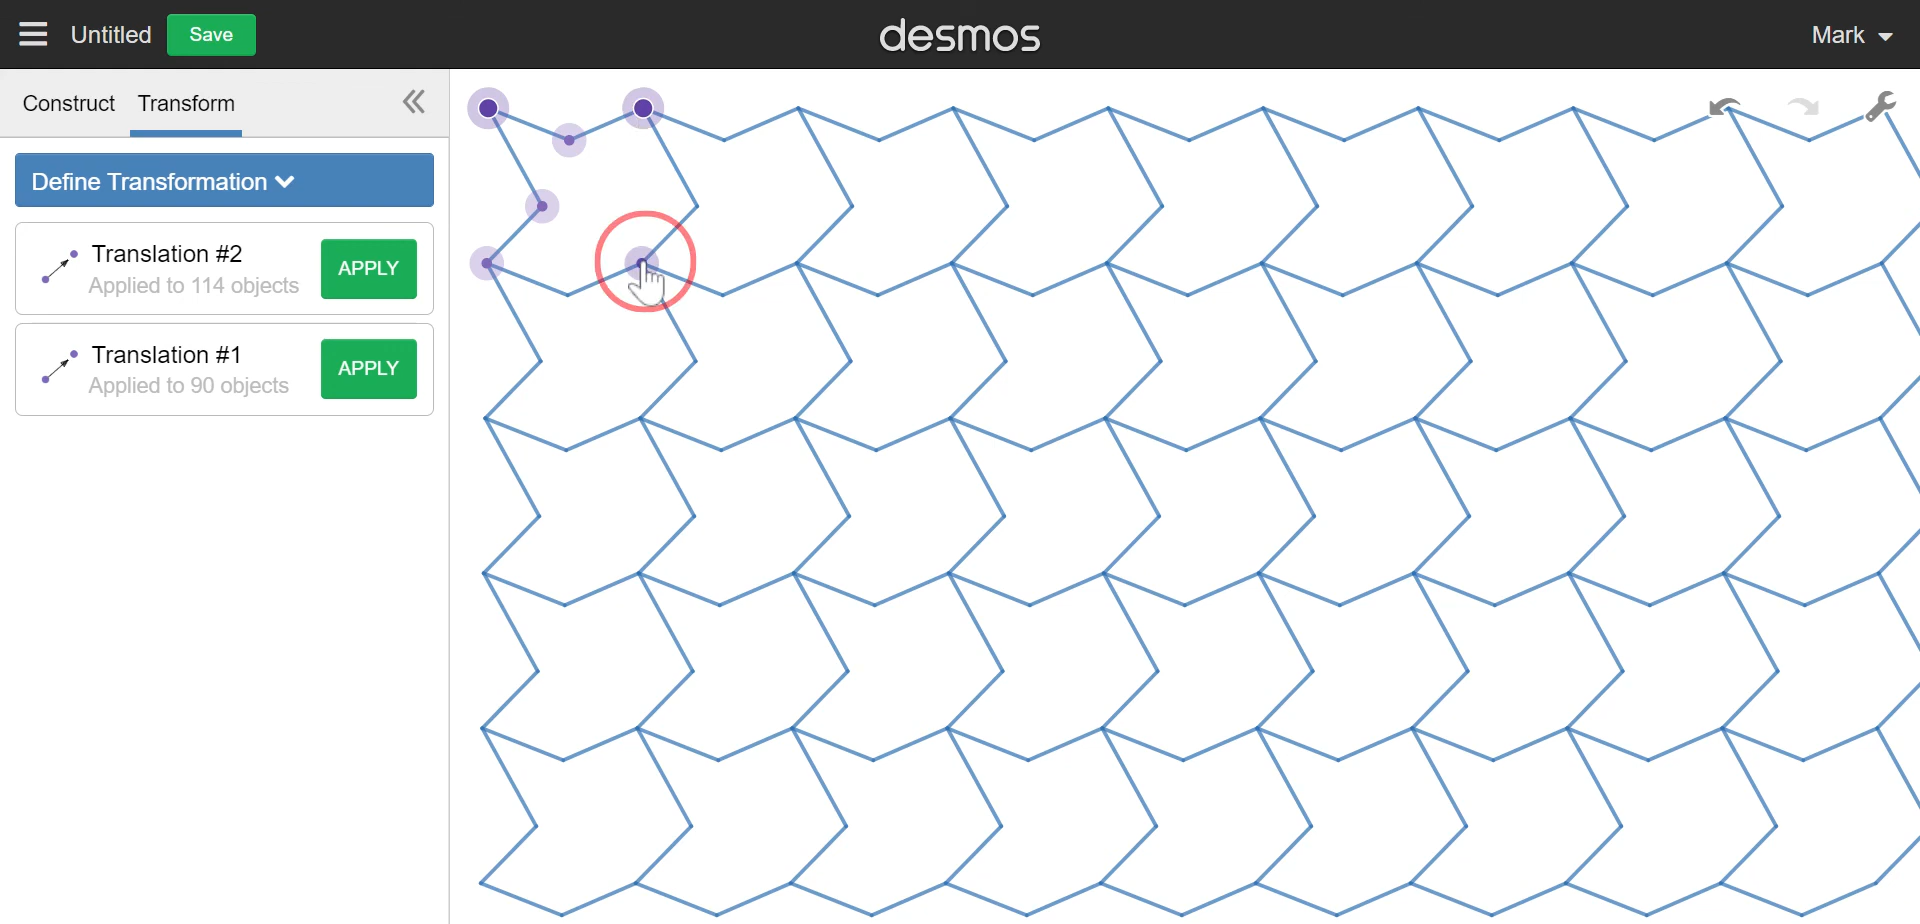 Untitled
Save
desmos
Mark
Construct
Transform
Define Transformation
Translation #2
Applied to 114 objects
APPLY
Translation #1
Applied to 90 objects
APPLY